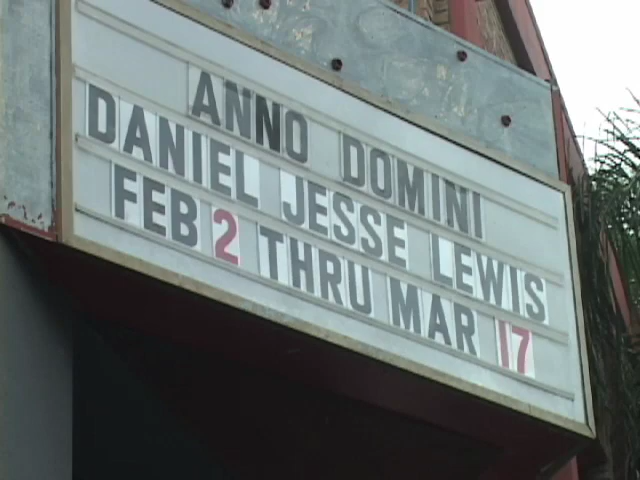 ANNO DOMINI
DANIEL JESSE LEWIS
FEB 2 THRU MAR 17